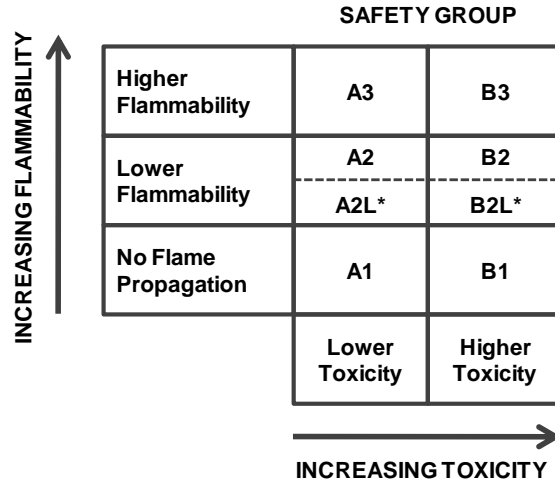 SAFETY GROUP
INCREASING FLAMMABILITY
Higher
Flammability
A3
B3
Lower
Flammability
A2
B2
A2L*
B2L*
No Flame
Propagation
A1
B1
Lower
Toxicity
Higher
Toxicity
INCREASING TOXICITY